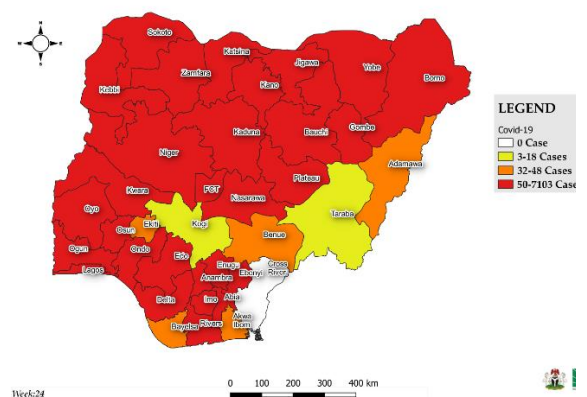 N
W
E
S
Sokoto
Katsina
Jigawa
Yobe
Borno
Zamfara
Kano
Kebbi
Kaduna
Bauchi
Gombe
Niger
Adamawa
Plateau
FCT
Kwara
Nasarawa
Oyo
Taraba
Ekiti
Kogi
Osun
Benue
Ogun
Ondo
Edo
Lagos
Enugu
Ebonyi
Cross
River
Anambra
Delta
Imo
Abia
Bayelsa
Rivers
Akwa
Ibom
LEGEND
Covid-19
0 Case
3-18 Cases
32-48 Cases
50-7103 Cases
Week:24
0 100 200 300 400 km